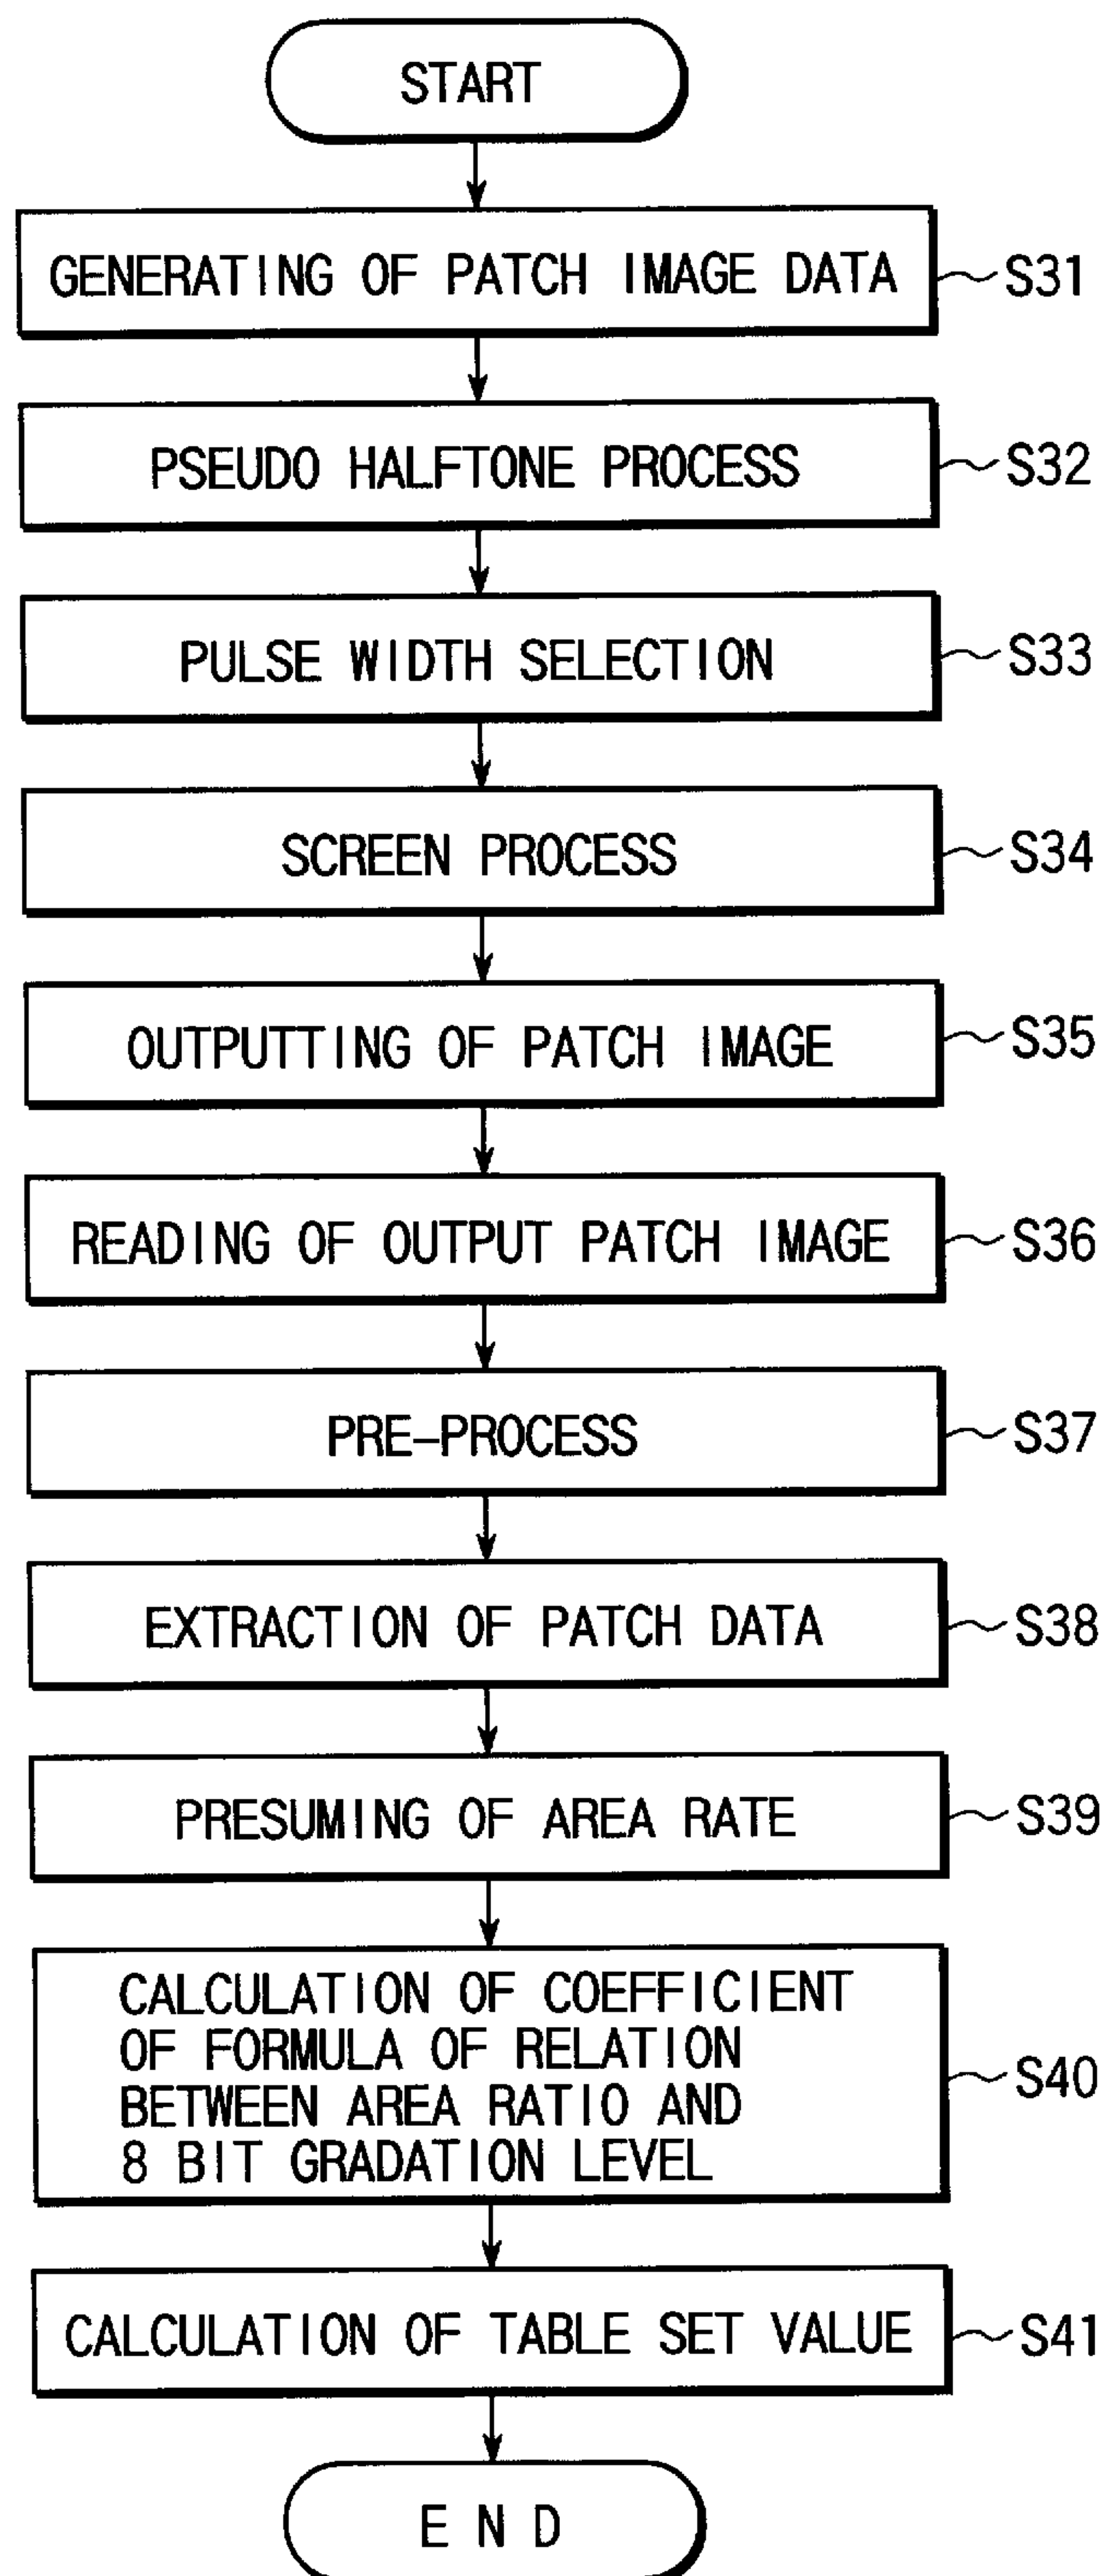 START
GENERATING OF PATCH IMAGE DATA
S31
PSEUDO HALFTONE PROCESS
S32
PULSE WIDTH SELECTION
S33
SCREEN PROCESS
S34
OUTPUTTING OF PATCH IMAGE
S35
READING OF OUTPUT PATCH IMAGE
S36
PRE-PROCESS
S37
EXTRACTION OF PATCH DATA
S38
PRESUMING OF AREA RATE
S39
CALCULATION OF COEFFICIENT
OF FORMULA OF RELATION
BETWEEN AREA RATIO AND
8 BIT GRADATION LEVEL
S40
CALCULATION OF TABLE SET VALUE
S41
E N D